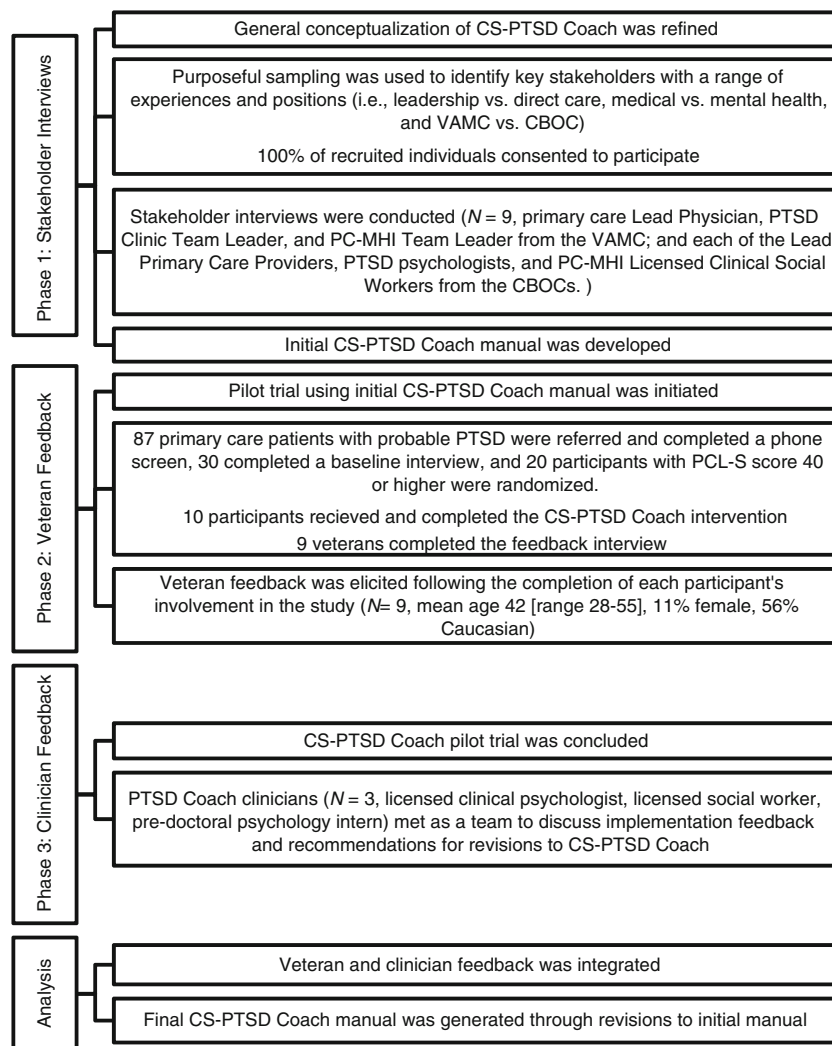 Phase 1: Stakeholder Interviews
General conceptualization of CS-PTSD Coach was refined
Purposeful sampling was used to identify key stakeholders with a range of
experiences and positions (i.e., leadership vs. direct care, medical vs. mental health,
and VAMC vs. CBOC)
100% of recruited individuals consented to participate
Stakeholder interviews were conducted (N = 9, primary care Lead Physician, PTSD
Clinic Team Leader, and PC-MHI Team Leader from the VAMC; and each of the Lead
Primary Care Providers, PTSD psychologists, and PC-MHI Licensed Clinical Social
Workers from the CBOCs. )
Initial CS-PTSD Coach manual was developed
Phase 2: Veteran Feedback
Pilot trial using initial CS-PTSD Coach manual was initiated
87 primary care patients with probable PTSD were referred and completed a phone
screen, 30 completed a baseline interview, and 20 participants with PCL-S score 40
or higher were randomized.
10 participants recieved and completed the CS-PTSD Coach intervention
9 veterans completed the feedback interview
Veteran feedback was elicited following the completion of each participant's
involvement in the study (N= 9, mean age 42 [range 28-55], 11% female, 56%
Caucasian)
Phase 3: Clinician Feedback
CS-PTSD Coach pilot trial was concluded
PTSD Coach clinicians (N = 3, licensed clinical psychologist, licensed social worker,
pre-doctoral psychology intern) met as a team to discuss implementation feedback
and recommendations for revisions to CS-PTSD Coach
Analysis
Veteran and clinician feedback was integrated
Final CS-PTSD Coach manual was generated through revisions to initial manual